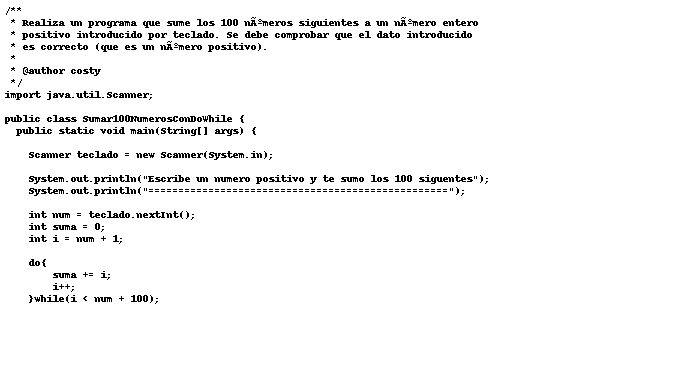 /**
 * Realiza un programa que sume los 100 nÃºmeros siguientes a un nÃºmero entero
 * positivo introducido por teclado. Se debe comprobar que el dato introducido
 * es correcto (que es un nÃºmero positivo).
 *
 * @author costy
 */
import java.util.Scanner;

public class Sumar100NumerosConDoWhile {
  public static void main(String[] args) {

    Scanner teclado = new Scanner(System.in);

    System.out.println("Escribe un numero positivo y te sumo los 100 siguentes");
    System.out.println("==================================================");

    int num = teclado.nextInt();
    int suma = 0;
    int i = num + 1;

    do{
        suma += i;
        i++;
    }while(i < num + 100);